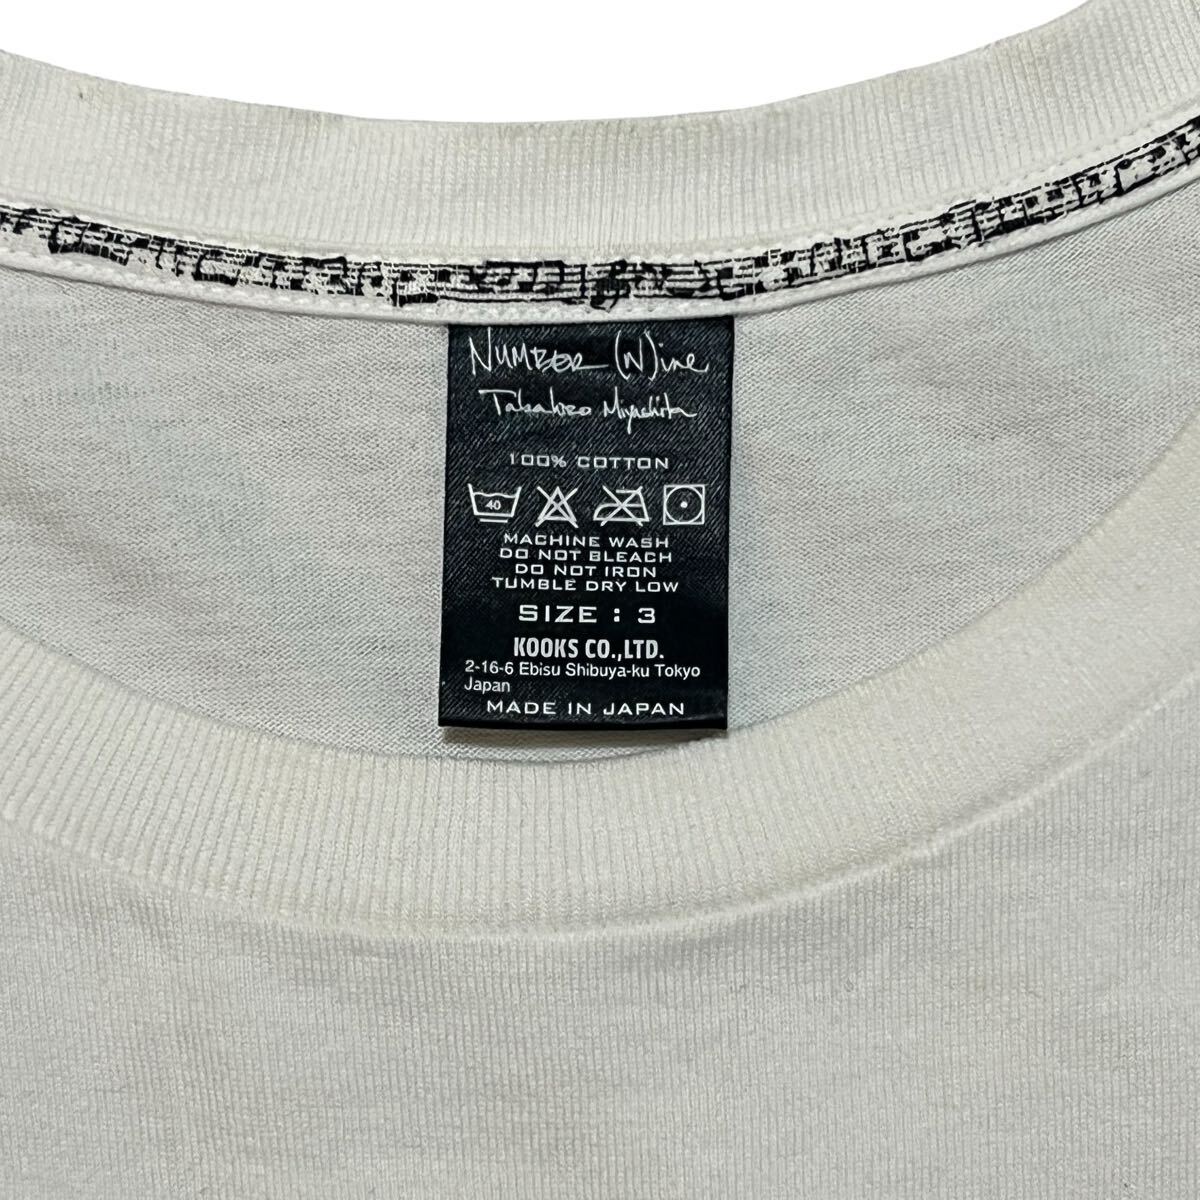 NUMBER (N)ine
Takahiro Miyashita
100% COTTON
40
MACHINE WASH
DO NOT BLEACH
DO NOT IRON
TUMBLE DRY LOW
SIZE : 3
KOOKS CO.,LTD.
2-16-6 Ebisu Shibuya-ku Tokyo
Japan
MADE IN JAPAN